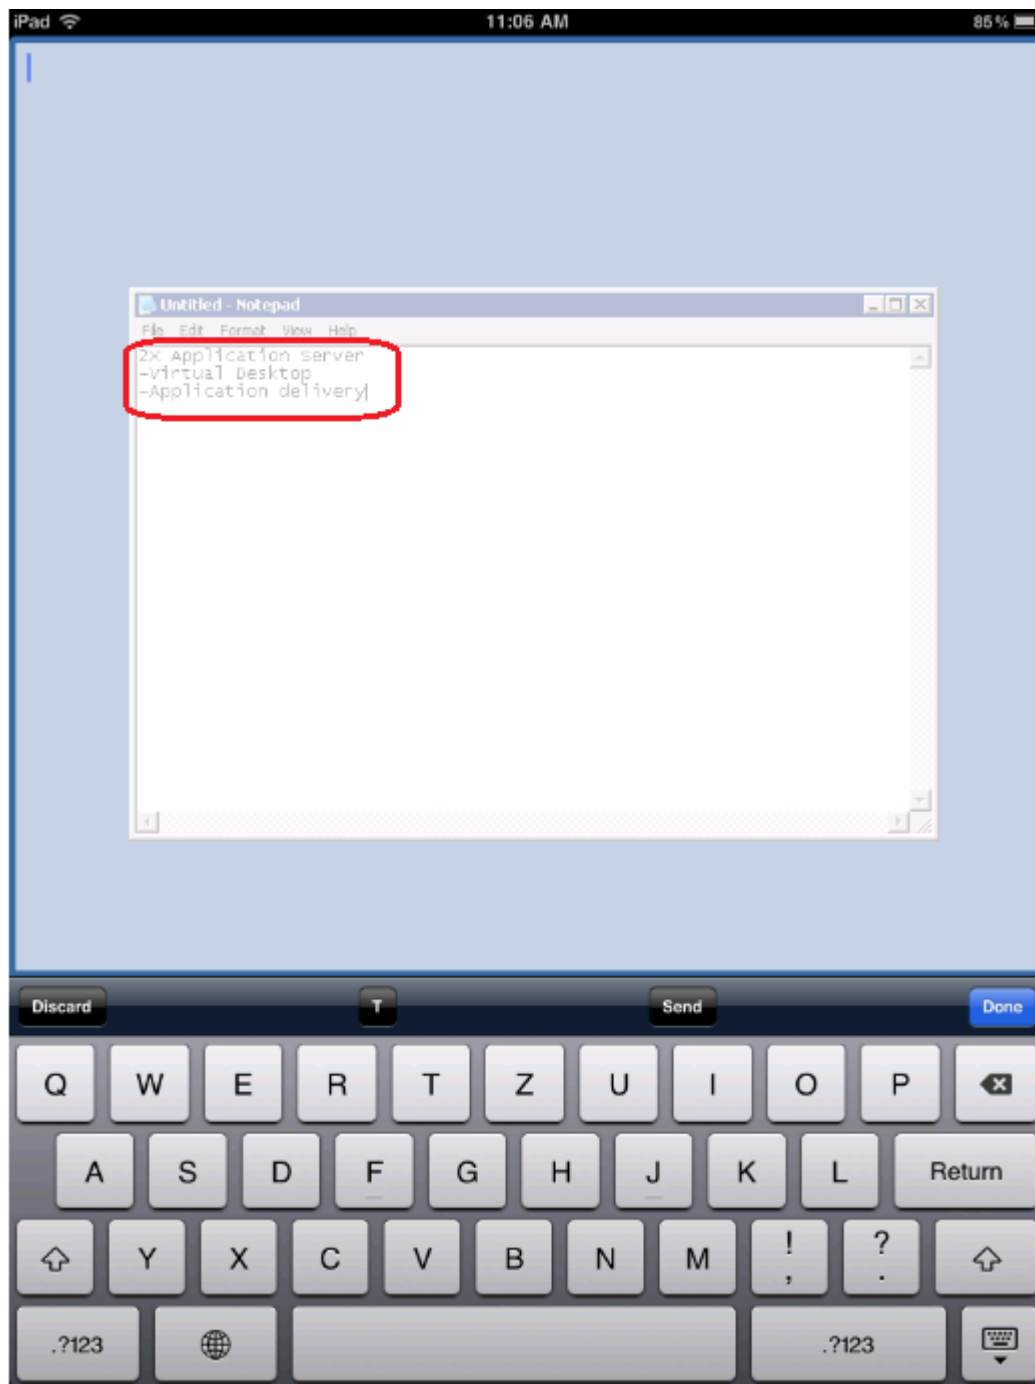 iPad 11:06 AM 85%
Untitled - Notepad
File Edit Format View Help
2X Application Server
-Virtual Desktop
-Application delivery
Discard T Send Done
Q W E R T Z U I O P
A S D F G H J K L Return
Y X C V B N M ! , ? .
.?123 .?123